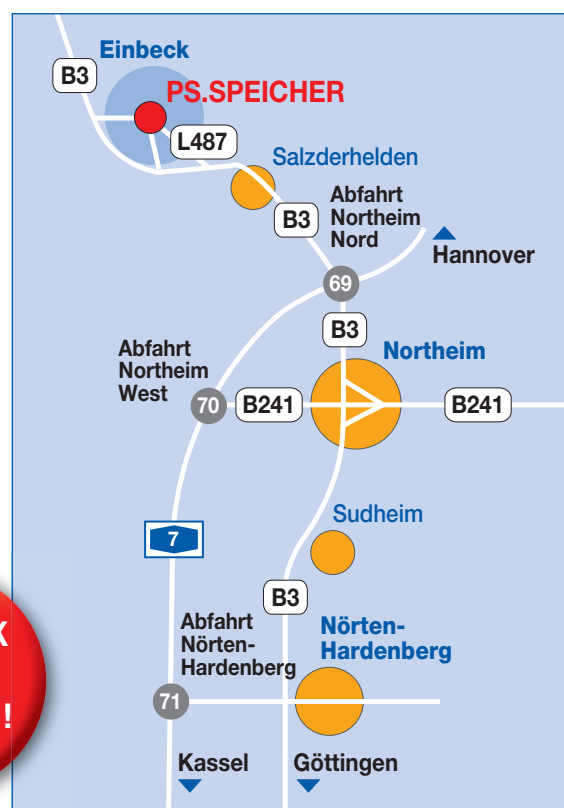 Einbeck
B3
PS.SPEICHER
L487
Salzderhelden
Abfahrt
Northeim
Nord
B3
Hannover
69
B3
Abfahrt
Northeim
West
Northeim
70
B241
B241
Sudheim
7
B3
Abfahrt
Nörten-
Hardenberg
Nörten-
Hardenberg
71
Kassel
Göttingen
!